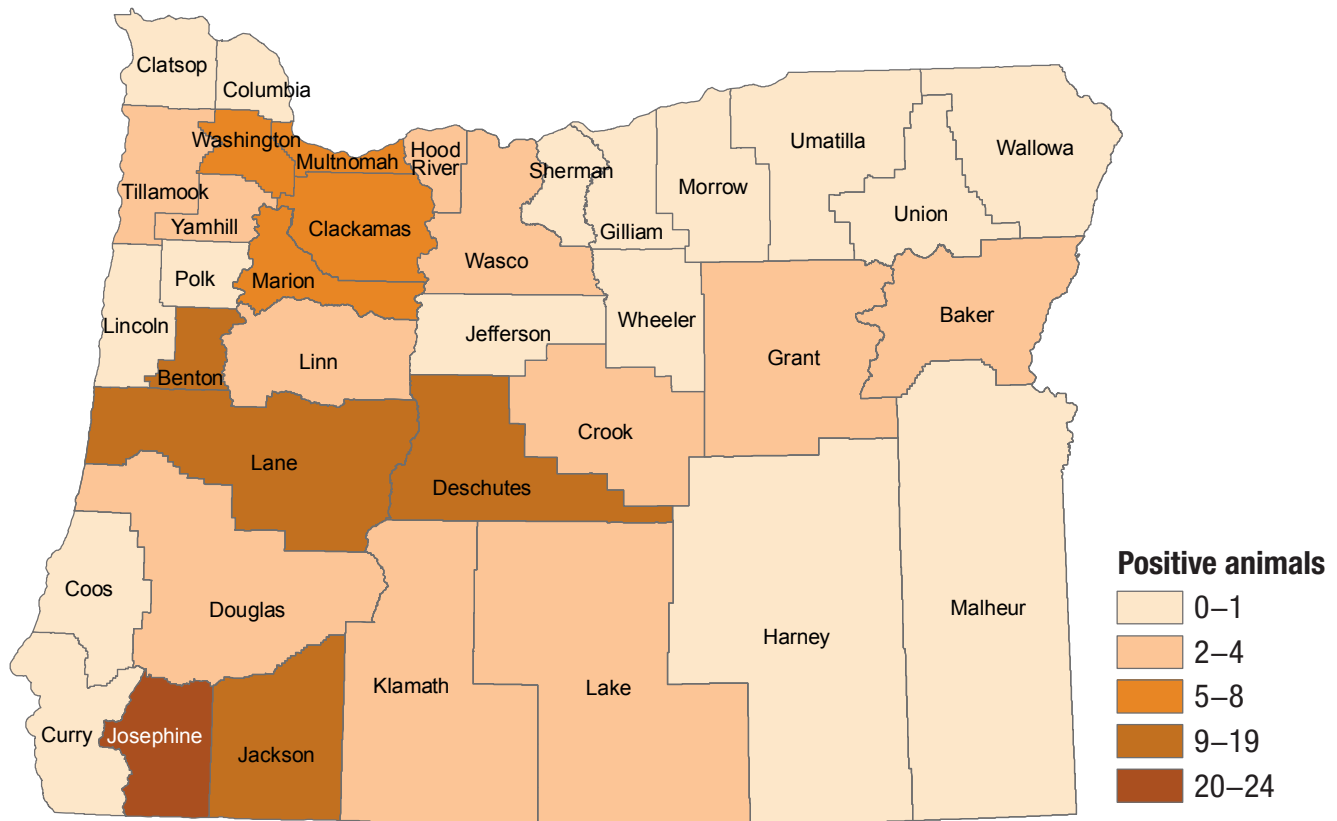 Clatsop
Columbia
Washington
Multnomah
Hood
River
Sherman
Umatilla
Wallowa
Tillamook
Morrow
Union
Yamhill
Clackamas
Gilliam
Wasco
Polk
Marion
Lincoln
Jefferson
Wheeler
Baker
Linn
Grant
Benton
Crook
Lane
Deschutes
Coos
Douglas
Harney
Malheur
Klamath
Lake
Curry
Josephine
Jackson
Positive animals
0–1
2–4
5–8
9–19
20–24